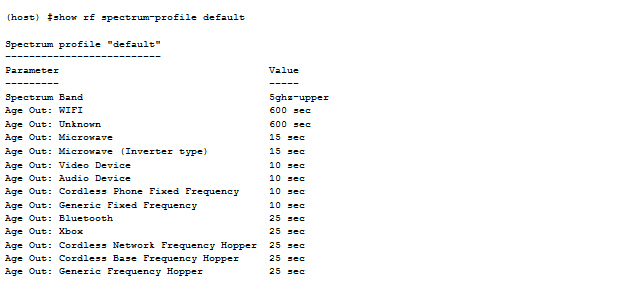 (host) #show rf spectrum-profile default
Spectrum profile "default"
--------------------------
Parameter Value
--------- -----
Spectrum Band 5ghz-upper
Age Out: WIFI 600 sec
Age Out: Unknown 600 sec
Age Out: Microwave 15 sec
Age Out: Microwave (Inverter type) 15 sec
Age Out: Video Device 10 sec
Age Out: Audio Device 10 sec
Age Out: Cordless Phone Fixed Frequency 10 sec
Age Out: Generic Fixed Frequency 10 sec
Age Out: Bluetooth 25 sec
Age Out: Xbox 25 sec
Age Out: Cordless Network Frequency Hopper 25 sec
Age Out: Cordless Base Frequency Hopper 25 sec
Age Out: Generic Frequency Hopper 25 sec